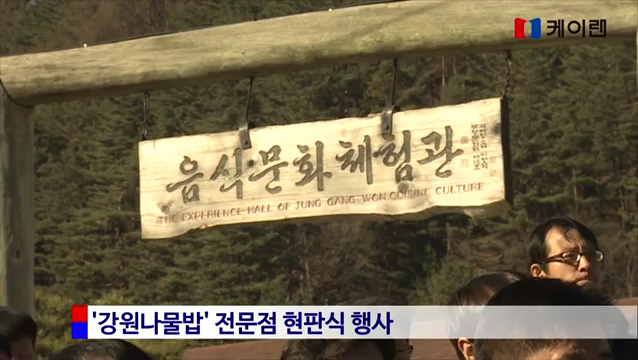 케이렌
음식·문화체험관
THE EXPERIENCE HALL OF JUNG GANG WON CUISINE CULTURE
'강원나물밥' 전문점 현판식 행사